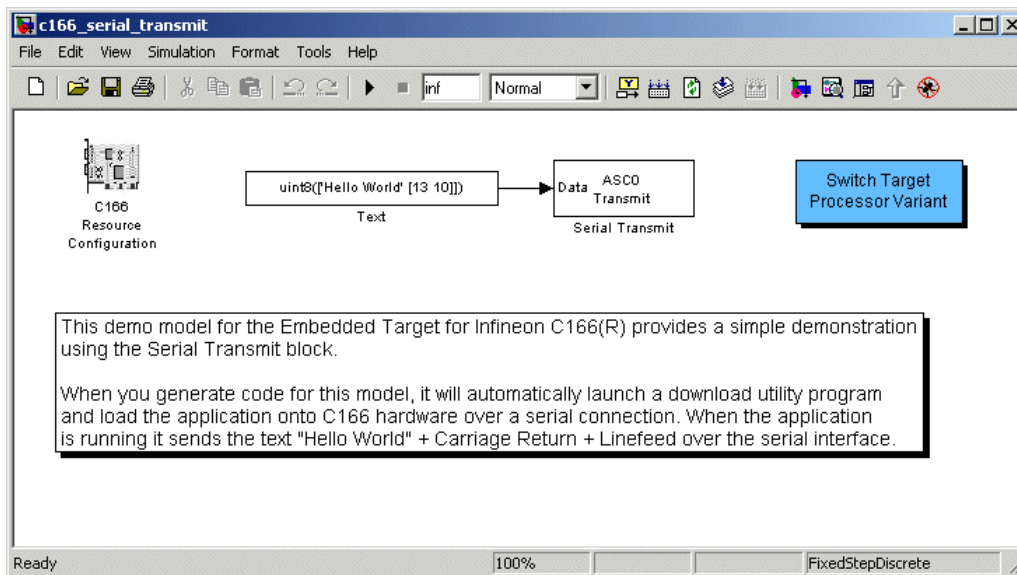 c166_serial_transmit
File Edit View Simulation Format Tools Help
inf Normal
uint8(['Hello World' [13 10]])
Text
Data ASC0
Transmit
Serial Transmit
Switch Target
Processor Variant
C166
Resource
Configuration
This demo model for the Embedded Target for Infineon C166(R) provides a simple demonstration
using the Serial Transmit block.
When you generate code for this model, it will automatically launch a download utility program
and load the application onto C166 hardware over a serial connection. When the application
is running it sends the text "Hello World" + Carriage Return + Linefeed over the serial interface.
Ready 100% FixedStepDiscrete